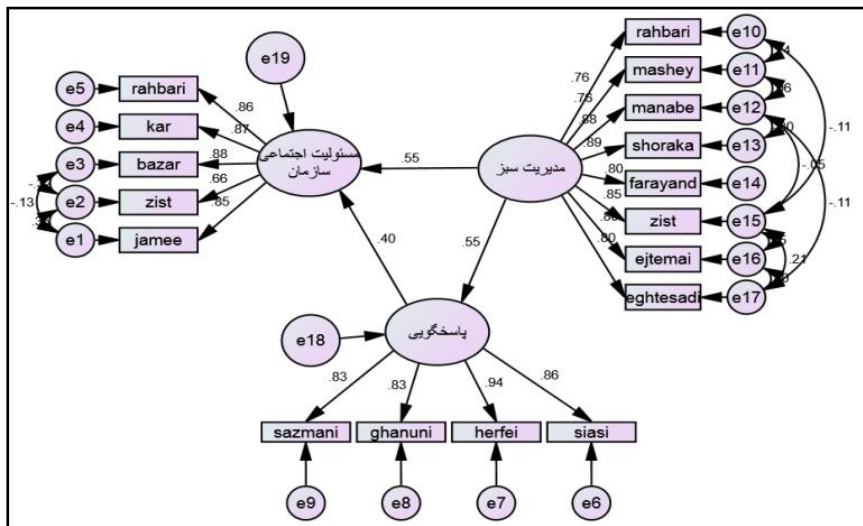 e19
e5
rahbari
.86
e4
kar
.87
e3
bazar
.88
e2
zist
.66
e1
jamee
.85
-.13
مسئولیت اجتماعی
سازمان
.55
مدیریت سبز
.40
.55
پاسخگویی
e18
.83
.83
.94
.86
sazmani
ghanuni
herfei
siasi
e9
e8
e7
e6
rahbari
e10
.76
mashey
e11
.76
manabe
e12
.88
shoraka
e13
.89
farayand
e14
.80
zist
e15
.85
ejtemai
e16
eghtesadi
e17
.80
-.11
-.05
-.11
.21